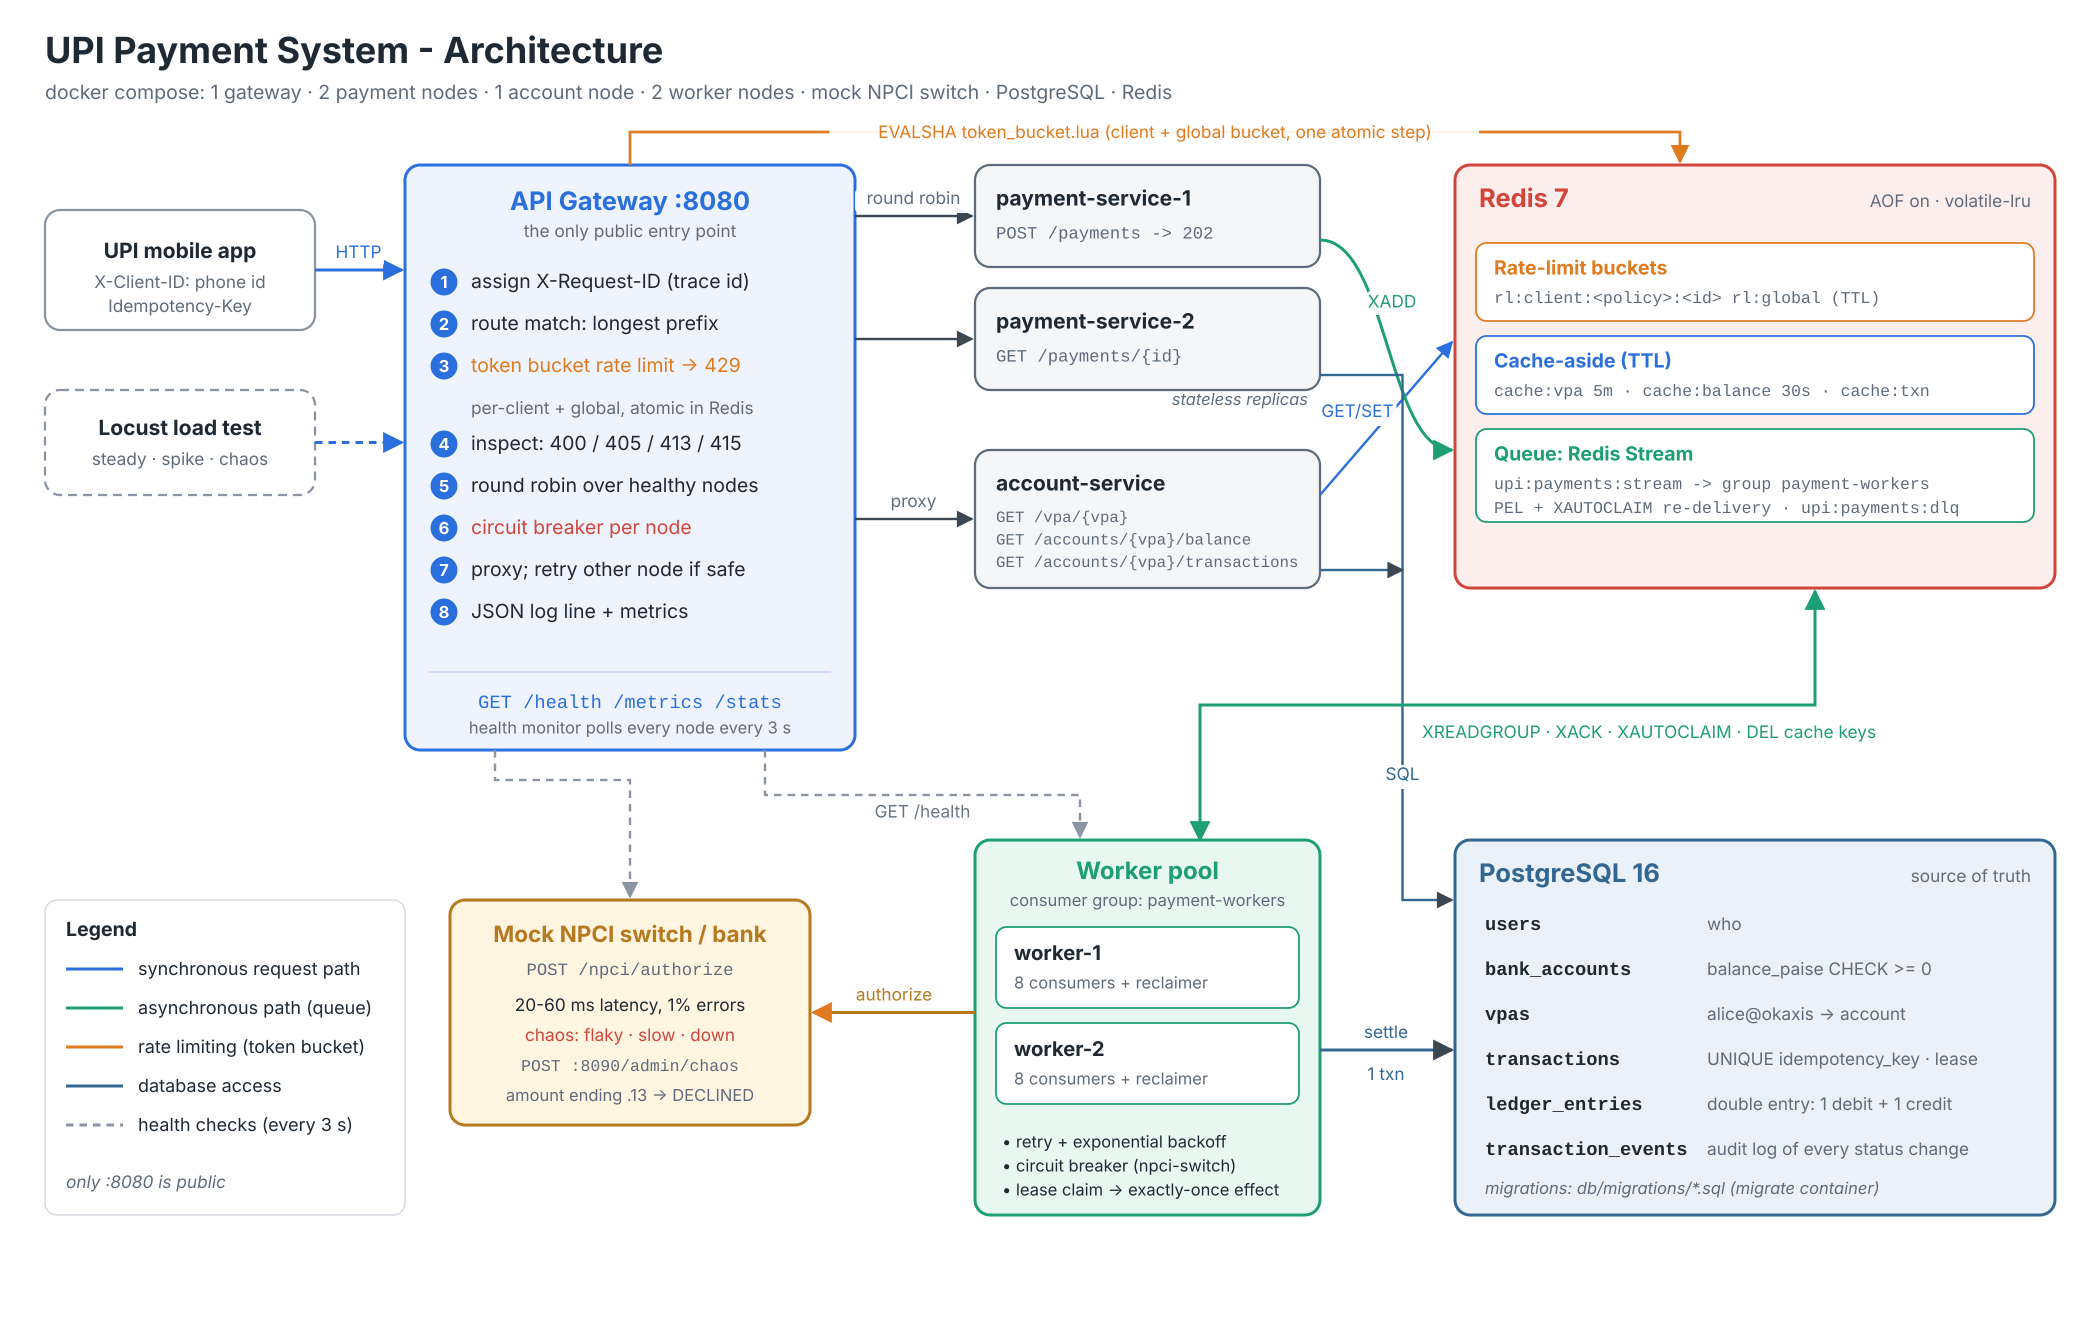 UPI Payment System - Architecture
docker compose: 1 gateway · 2 payment nodes · 1 account node · 2 worker nodes · mock NPCI switch · PostgreSQL · Redis
EVALSHA token_bucket.lua (client + global bucket, one atomic step)
UPI mobile app
X-Client-ID: phone id
Idempotency-Key
HTTP
Locust load test
steady · spike · chaos
API Gateway :8080
the only public entry point
1 assign X-Request-ID (trace id)
2 route match: longest prefix
3 token bucket rate limit → 429
per-client + global, atomic in Redis
4 inspect: 400 / 405 / 413 / 415
5 round robin over healthy nodes
6 circuit breaker per node
7 proxy; retry other node if safe
8 JSON log line + metrics
GET /health /metrics /stats
health monitor polls every node every 3 s
round robin
payment-service-1
POST /payments -> 202
payment-service-2
GET /payments/{id}
stateless replicas
proxy
account-service
GET /vpa/{vpa}
GET /accounts/{vpa}/balance
GET /accounts/{vpa}/transactions
XADD
GET/SET
Redis 7
AOF on · volatile-lru
Rate-limit buckets
rl:client:<policy>:<id> rl:global (TTL)
Cache-aside (TTL)
cache:vpa 5m · cache:balance 30s · cache:txn
Queue: Redis Stream
upi:payments:stream -> group payment-workers
PEL + XAUTOCLAIM re-delivery · upi:payments:dlq
XREADGROUP · XACK · XAUTOCLAIM · DEL cache keys
SQL
GET /health
Legend
synchronous request path
asynchronous path (queue)
rate limiting (token bucket)
database access
health checks (every 3 s)
only :8080 is public
Mock NPCI switch / bank
POST /npci/authorize
20-60 ms latency, 1% errors
chaos: flaky · slow · down
POST :8090/admin/chaos
amount ending .13 → DECLINED
authorize
Worker pool
consumer group: payment-workers
worker-1
8 consumers + reclaimer
worker-2
8 consumers + reclaimer
• retry + exponential backoff
• circuit breaker (npci-switch)
• lease claim → exactly-once effect
settle
1 txn
PostgreSQL 16
source of truth
users who
bank_accounts balance_paise CHECK >= 0
vpas alice@okaxis → account
transactions UNIQUE idempotency_key · lease
ledger_entries double entry: 1 debit + 1 credit
transaction_events audit log of every status change
migrations: db/migrations/*.sql (migrate container)